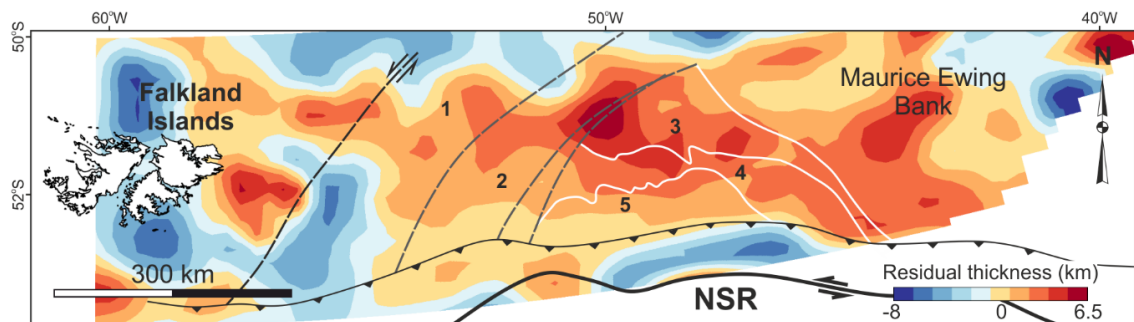 60°W
50°W
40°W
50°S
52°S
N
Falkland
Islands
Maurice Ewing
Bank
1
2
3
4
5
300 km
NSR
Residual thickness (km)
-8
0
6.5